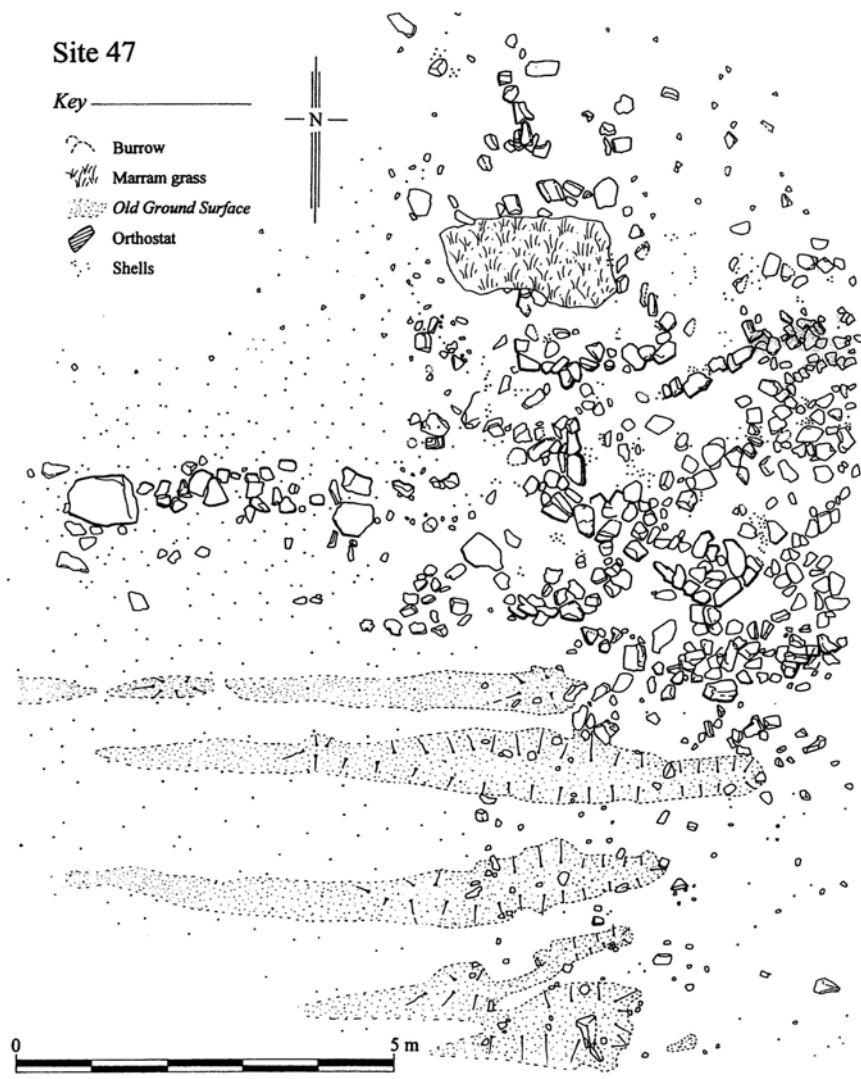 Site 47
Key
N
Burrow
Marram grass
Old Ground Surface
Orthostat
Shells
0 5 m